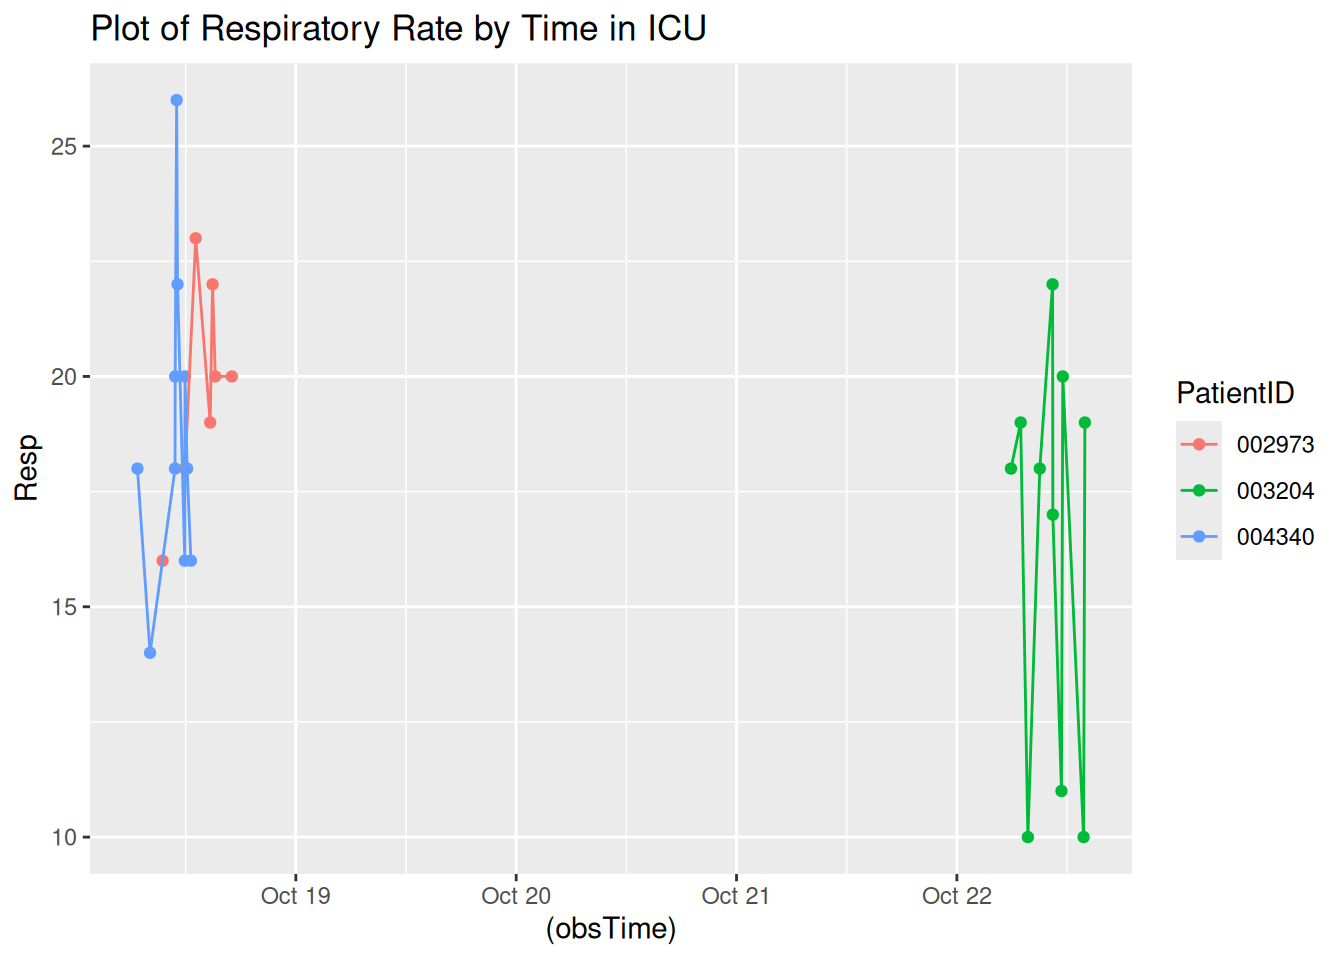 Plot of Respiratory Rate by Time in ICU
25
20
15
10
Resp
Oct 19
Oct 20
Oct 21
Oct 22
(obsTime)
PatientID
002973
003204
004340